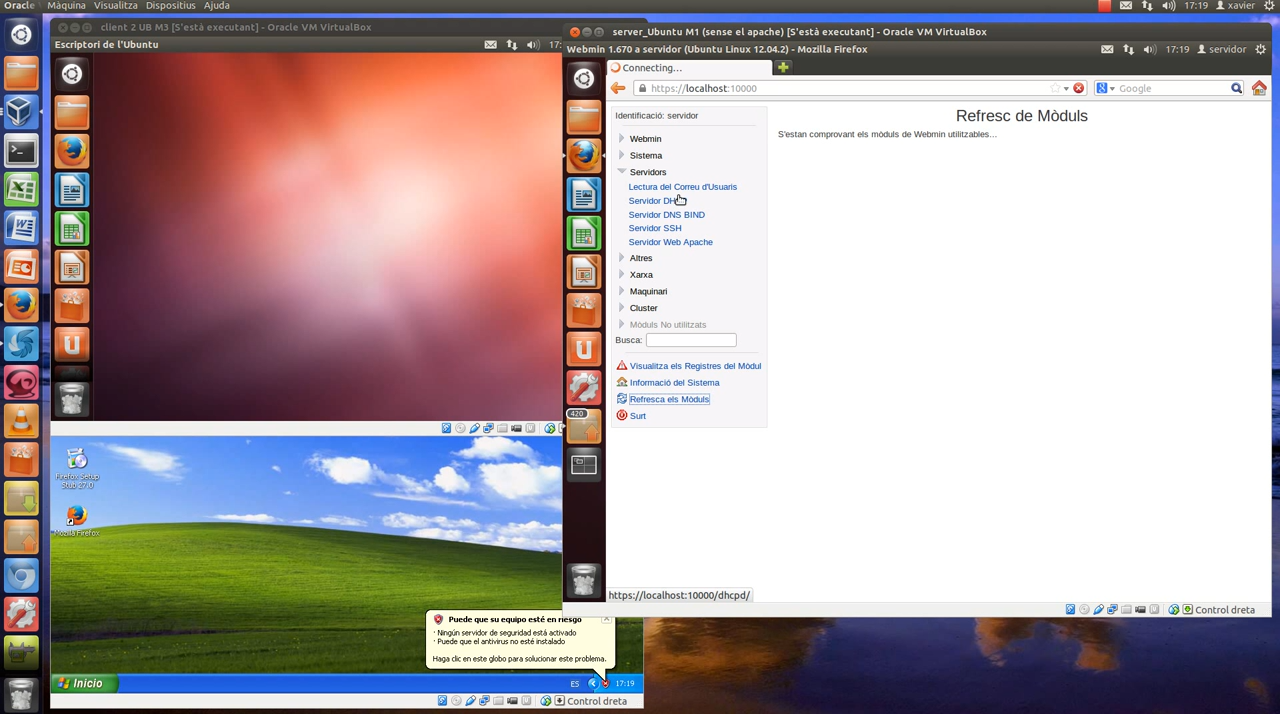 Oracle Màquina Visualitza Dispositius Ajuda
17:19 xavier
client 2 UB M3 [S'està executant] - Oracle VM VirtualBox
Escriptori de l'Ubuntu
server_Ubuntu M1 (sense el apache) [S'està executant] - Oracle VM VirtualBox
Webmin 1.670 a servidor (Ubuntu Linux 12.04.2) - Mozilla Firefox
17:19 servidor
Connecting…
https://localhost:10000
Google
Identificació: servidor
Webmin
Sistema
Servidors
Lectura del Correu d'Usuaris
Servidor DH
Servidor DNS BIND
Servidor SSH
Servidor Web Apache
Altres
Xarxa
Maquinari
Cluster
Mòduls No utilitzats
Busca:
Visualitza els Registres del Mòdul
Informació del Sistema
Refresca els Mòduls
Surt
Refresc de Mòduls
S'estan comprovant els mòduls de Webmin utilitzables...
420
https://localhost:10000/dhcpd/
Control dreta
Firefox Setup
Stub 27.0
Mozilla Firefox
Puede que su equipo esté en riesgo
· Ningún servidor de seguridad está activado
· Puede que el antivirus no esté instalado
Haga clic en este globo para solucionar este problema.
Inicio
ES
17:19
Control dreta